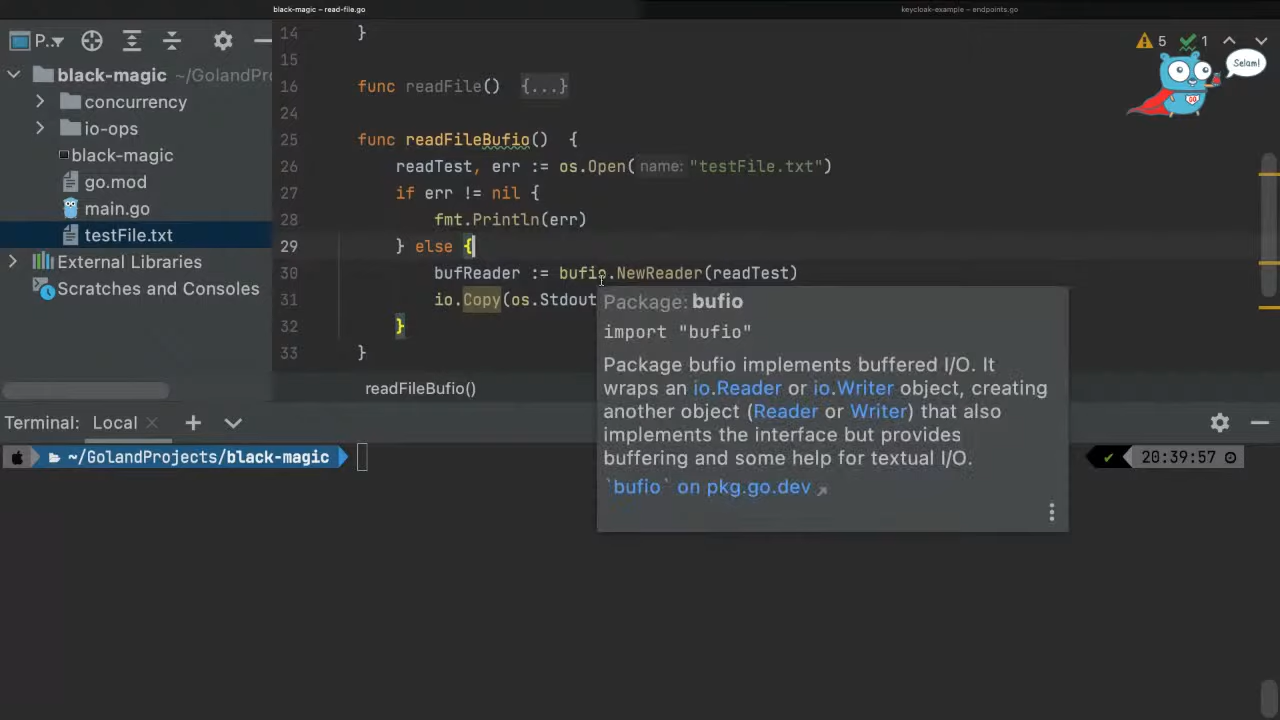 black-magic – read-file.go
keycloak-example – endpoints.go
P..
5
1
Selam!
black-magic ~/GolandPro
concurrency
io-ops
black-magic
go.mod
main.go
testFile.txt
External Libraries
Scratches and Consoles
14 }
15
16 func readFile() {...}
24
25 func readFileBufio() {
26 readTest, err := os.Open( name: "testFile.txt")
27 if err != nil {
28 fmt.Println(err)
29 } else {
30 bufReader := bufio.NewReader(readTest)
31 io.Copy(os.Stdout
32 }
33 }
readFileBufio()
Package: bufio
import "bufio"
Package bufio implements buffered I/O. It
wraps an io.Reader or io.Writer object, creating
another object (Reader or Writer) that also
implements the interface but provides
buffering and some help for textual I/O.
`bufio` on pkg.go.dev
Terminal: Local
~/GolandProjects/black-magic
20:39:57